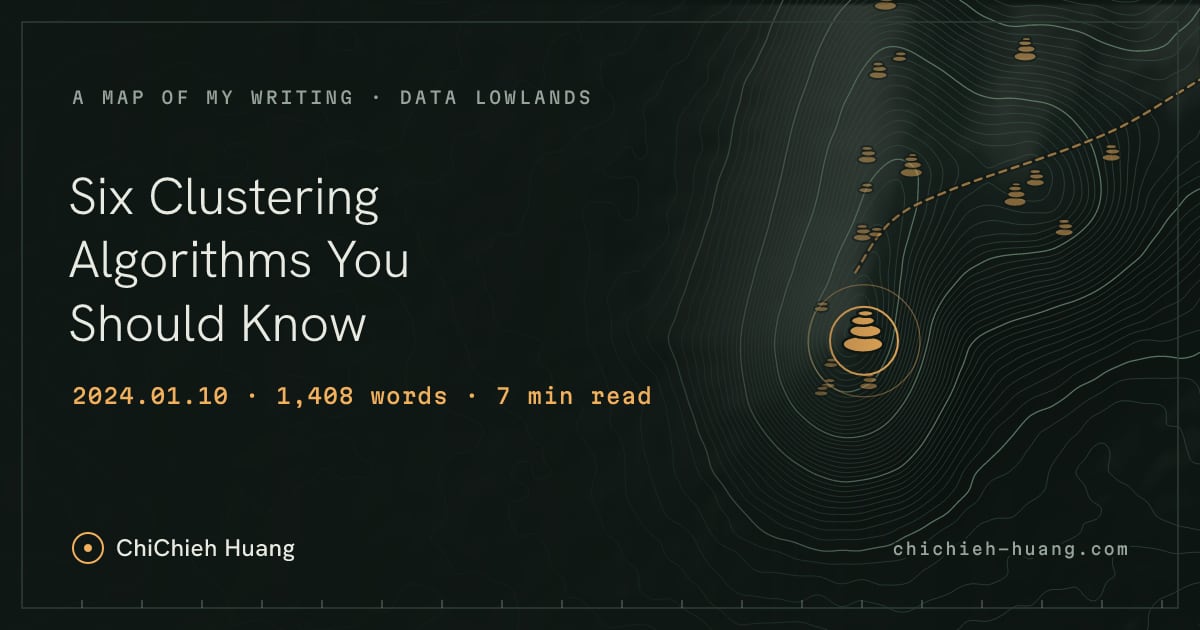 A MAP OF MY WRITING · DATA LOWLANDS
Six Clustering
Algorithms You
Should Know
2024.01.10 · 1,408 words · 7 min read
ChiChieh Huang
chichieh-huang.com